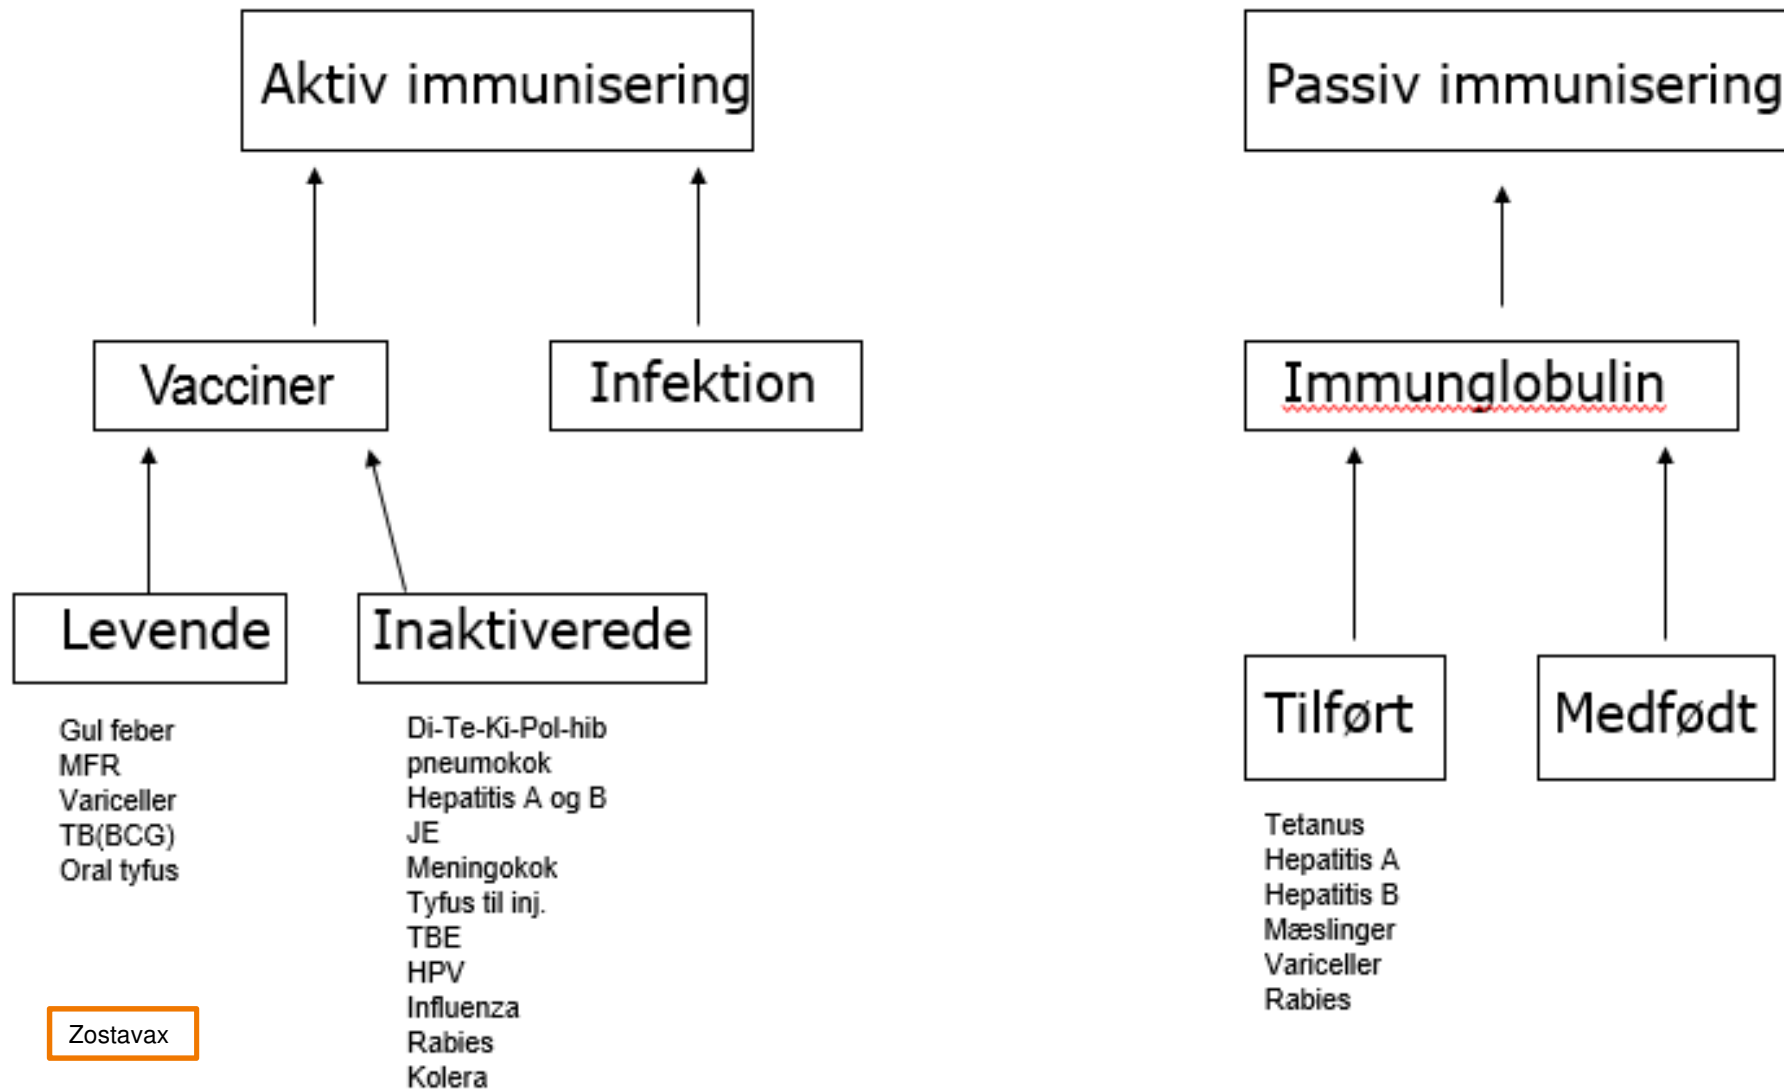 Aktiv immunisering
Passiv immunisering
Vacciner
Infektion
Immunglobulin
Levende
Inaktiverede
Tilført
Medfødt
Gul feber
MFR
Variceller
TB(BCG)
Oral tyfus
Zostavax
Di-Te-Ki-Pol-hib
pneumokok
Hepatitis A og B
JE
Meningokok
Tyfus til inj.
TBE
HPV
Influenza
Rabies
Kolera
Tetanus
Hepatitis A
Hepatitis B
Mæslinger
Variceller
Rabies